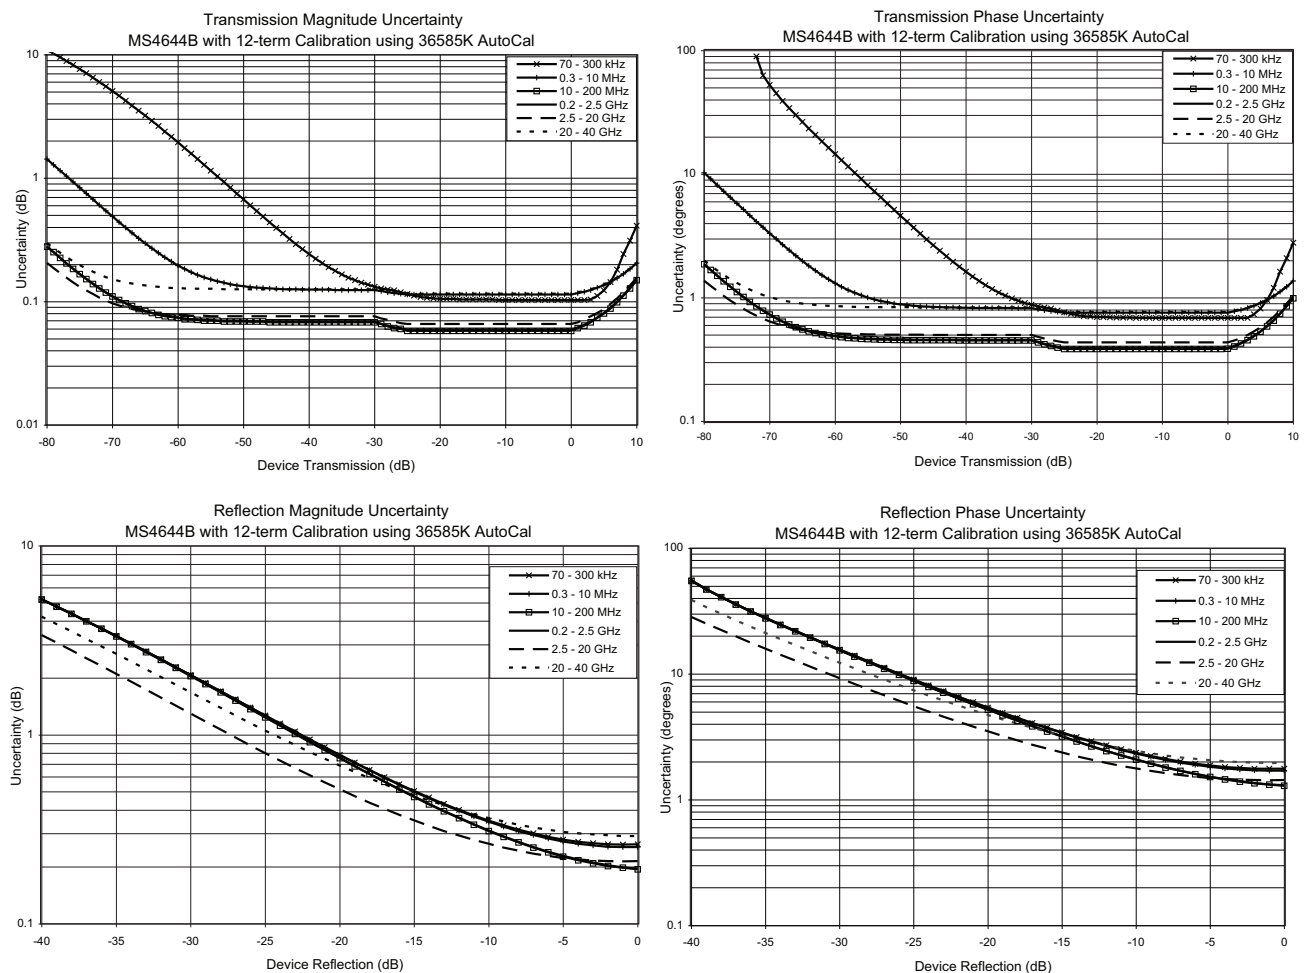 Transmission Magnitude Uncertainty
MS4644B with 12-term Calibration using 36585K AutoCal
10
1
0.1
0.01
Uncertainty (dB)
70 - 300 kHz
0.3 - 10 MHz
10 - 200 MHz
0.2 - 2.5 GHz
2.5 - 20 GHz
20 - 40 GHz
-80 -70 -60 -50 -40 -30 -20 -10 0 10
Device Transmission (dB)
Transmission Phase Uncertainty
MS4644B with 12-term Calibration using 36585K AutoCal
100
10
1
0.1
Uncertainty (degrees)
70 - 300 kHz
0.3 - 10 MHz
10 - 200 MHz
0.2 - 2.5 GHz
2.5 - 20 GHz
20 - 40 GHz
-80 -70 -60 -50 -40 -30 -20 -10 0 10
Device Transmission (dB)
Reflection Magnitude Uncertainty
MS4644B with 12-term Calibration using 36585K AutoCal
10
1
0.1
Uncertainty (dB)
70 - 300 kHz
0.3 - 10 MHz
10 - 200 MHz
0.2 - 2.5 GHz
2.5 - 20 GHz
20 - 40 GHz
-40 -35 -30 -25 -20 -15 -10 -5 0
Device Reflection (dB)
Reflection Phase Uncertainty
MS4644B with 12-term Calibration using 36585K AutoCal
100
10
1
0.1
Uncertainty (degrees)
70 - 300 kHz
0.3 - 10 MHz
10 - 200 MHz
0.2 - 2.5 GHz
2.5 - 20 GHz
20 - 40 GHz
-40 -35 -30 -25 -20 -15 -10 -5 0
Device Reflection (dB)